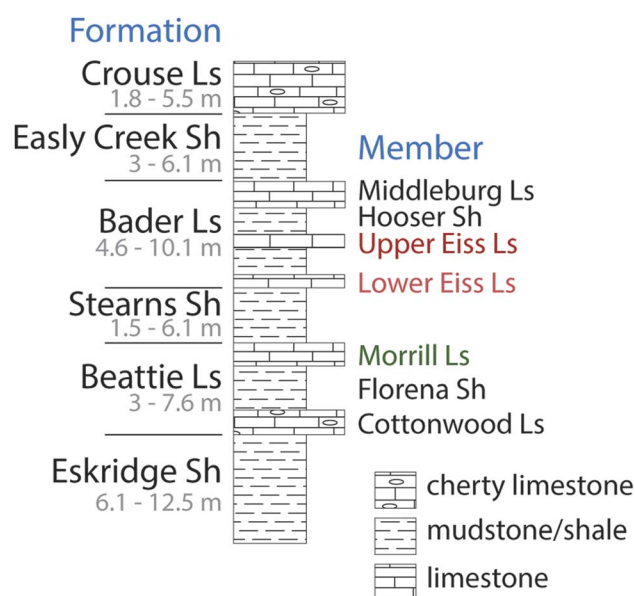 Formation
Crouse Ls
1.8 - 5.5 m
Easly Creek Sh
3 - 6.1 m
Member
Middleburg Ls
Hooser Sh
Bader Ls
4.6 - 10.1 m
Upper Eiss Ls
Lower Eiss Ls
Stearns Sh
1.5 - 6.1 m
Morrill Ls
Beattie Ls
3 - 7.6 m
Florena Sh
Cottonwood Ls
Eskridge Sh
6.1 - 12.5 m
cherty limestone
mudstone/shale
limestone